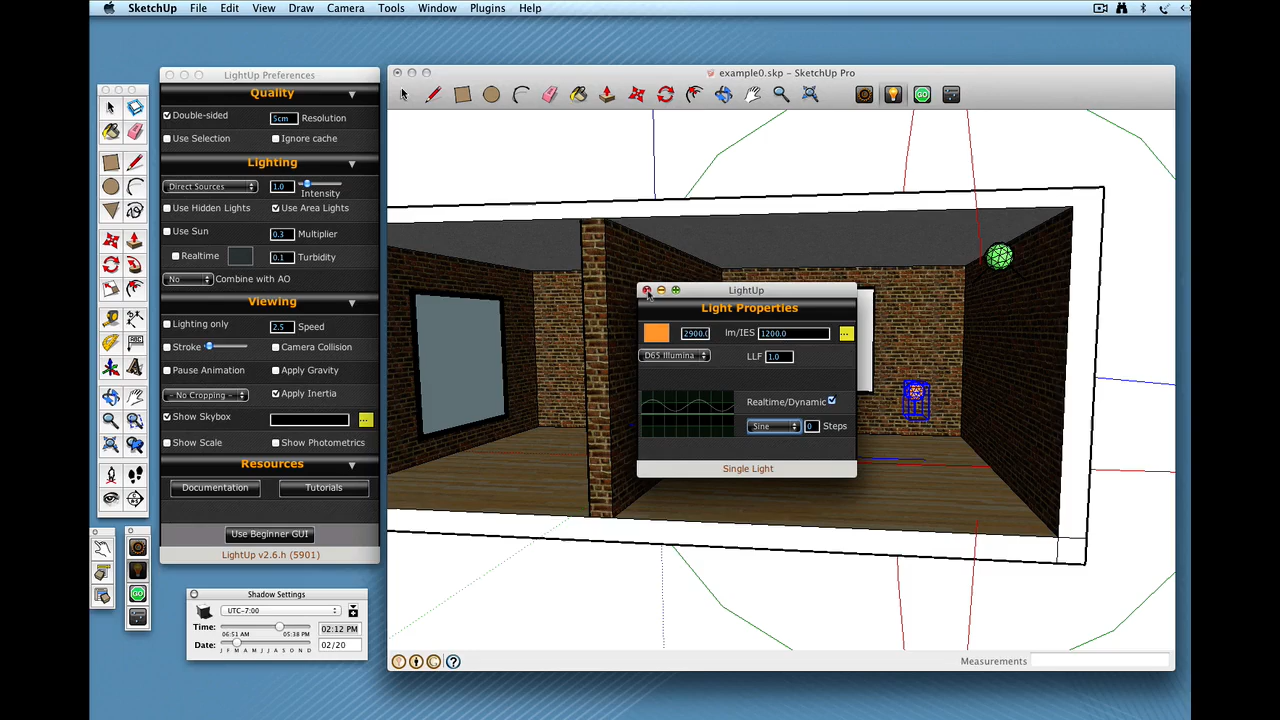 SketchUp File Edit View Draw Camera Tools Window Plugins Help
LightUp Preferences
Quality
Double-sided 5cm Resolution
Use Selection Ignore cache
Lighting
Direct Sources 1.0 Intensity
Use Hidden Lights Use Area Lights
Use Sun 0.3 Multiplier
Realtime 0.1 Turbidity
No Combine with AO
Viewing
Lighting only 2.5 Speed
Stroke Camera Collision
Pause Animation Apply Gravity
- No Cropping - Apply Inertia
Show Skybox ...
Show Scale Show Photometrics
Resources
Documentation Tutorials
Use Beginner GUI
LightUp v2.6.h (5901)
Shadow Settings
UTC-7:00
Time: 06:51 AM 05:38 PM 02:12 PM
Date: J F M A M J J A S O N D 02/20
example0.skp - SketchUp Pro
GO
LightUp
Light Properties
2900.0 lm/IES 1200.0 ...
D65 Illumina LLF 1.0
Realtime/Dynamic
Sine 0 Steps
Single Light
Measurements
GO